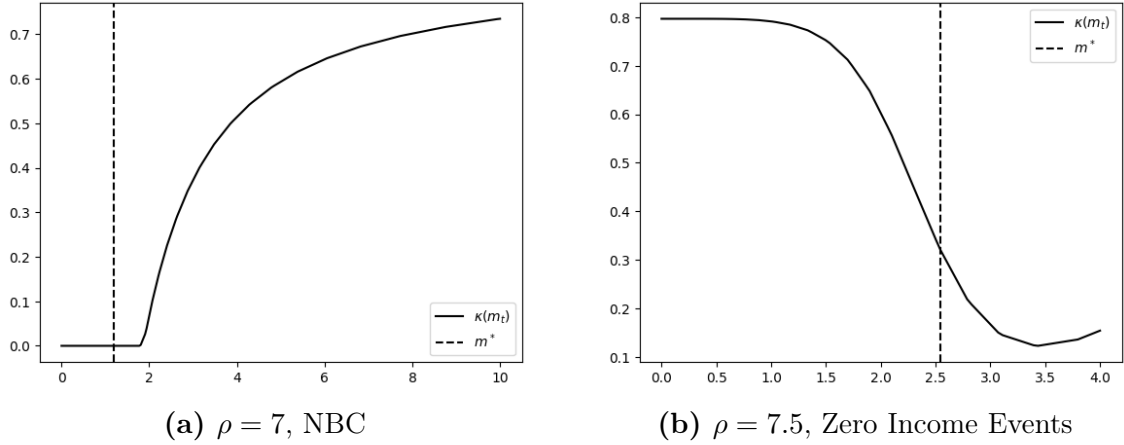 0.7
0.6
0.5
0.4
0.3
0.2
0.1
0.0
κ(m_t)
m*
0 2 4 6 8 10
(a) ρ = 7, NBC
0.8
0.7
0.6
0.5
0.4
0.3
0.2
0.1
κ(m_t)
m*
0.0 0.5 1.0 1.5 2.0 2.5 3.0 3.5 4.0
(b) ρ = 7.5, Zero Income Events